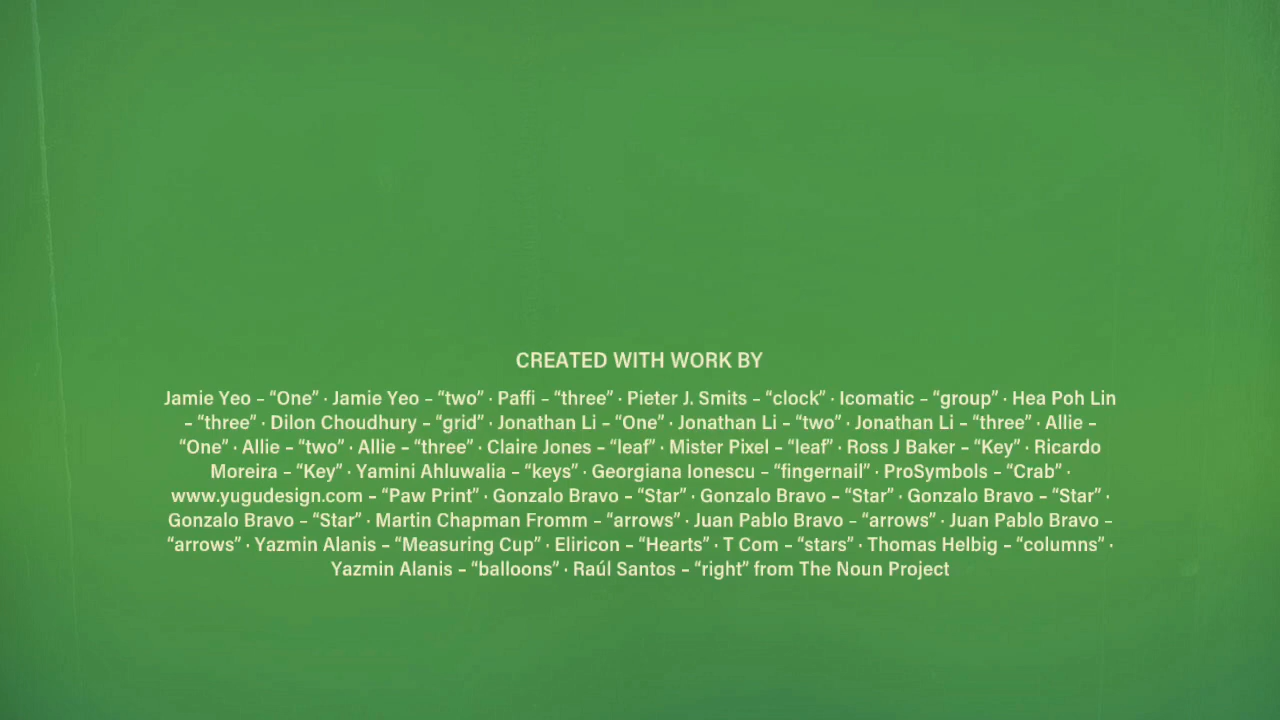 CREATED WITH WORK BY
Jamie Yeo – “One” · Jamie Yeo – “two” · Paffi – “three” · Pieter J. Smits – “clock” · Icomatic – “group” · Hea Poh Lin
– “three” · Dilon Choudhury – “grid” · Jonathan Li – “One” · Jonathan Li – “two” · Jonathan Li – “three” · Allie –
“One” · Allie – “two” · Allie – “three” · Claire Jones – “leaf” · Mister Pixel – “leaf” · Ross J Baker – “Key” · Ricardo
Moreira – “Key” · Yamini Ahluwalia – “keys” · Georgiana Ionescu – “fingernail” · ProSymbols – “Crab” ·
www.yugudesign.com – “Paw Print” · Gonzalo Bravo – “Star” · Gonzalo Bravo – “Star” · Gonzalo Bravo – “Star” ·
Gonzalo Bravo – “Star” · Martin Chapman Fromm – “arrows” · Juan Pablo Bravo – “arrows” · Juan Pablo Bravo –
“arrows” · Yazmin Alanis – “Measuring Cup” · Eliricon – “Hearts” · T Com – “stars” · Thomas Helbig – “columns” ·
Yazmin Alanis – “balloons” · Raúl Santos – “right” from The Noun Project